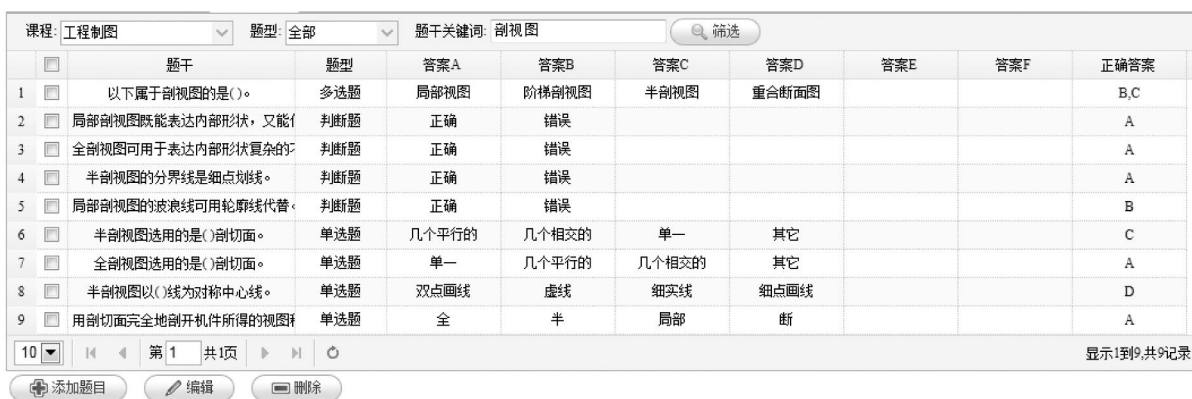 课程: 工程制图 题型: 全部 题干关键词: 剖视图 筛选
题干 题型 答案A 答案B 答案C 答案D 答案E 答案F 正确答案
1 以下属于剖视图的是()。 多选题 局部视图 阶梯剖视图 半剖视图 重合断面图 B,C
2 局部剖视图既能表达内部形状，又能 判断题 正确 错误 A
3 全剖视图可用于表达内部形状复杂的 判断题 正确 错误 A
4 半剖视图的分界线是细点划线。 判断题 正确 错误 A
5 局部剖视图的波浪线可用轮廓线代替 判断题 正确 错误 B
6 半剖视图选用的是()剖切面。 单选题 几个平行的 几个相交的 单一 其它 C
7 全剖视图选用的是()剖切面。 单选题 单一 几个平行的 几个相交的 其它 A
8 半剖视图以()线为对称中心线。 单选题 双点画线 虚线 细实线 细点画线 D
9 用剖切面完全地剖开机件所得的视图 单选题 全 半 局部 断 A
10 第 1 共1页 显示1到9,共9记录
添加题目 编辑 删除